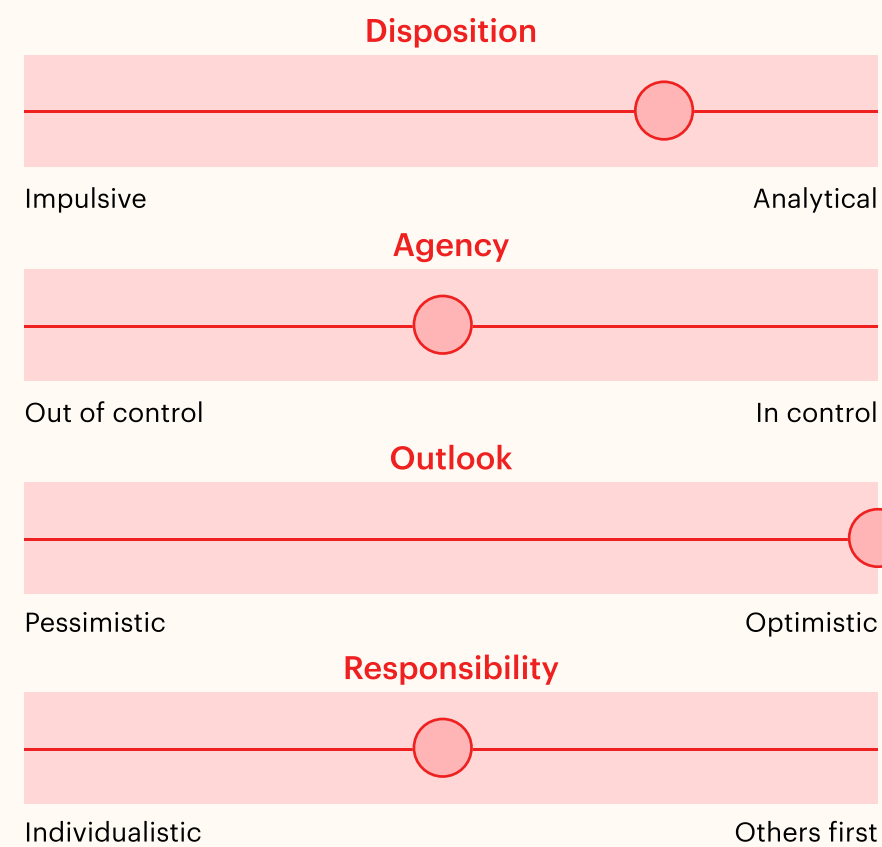 Disposition
Impulsive Analytical
Agency
Out of control In control
Outlook
Pessimistic Optimistic
Responsibility
Individualistic Others first